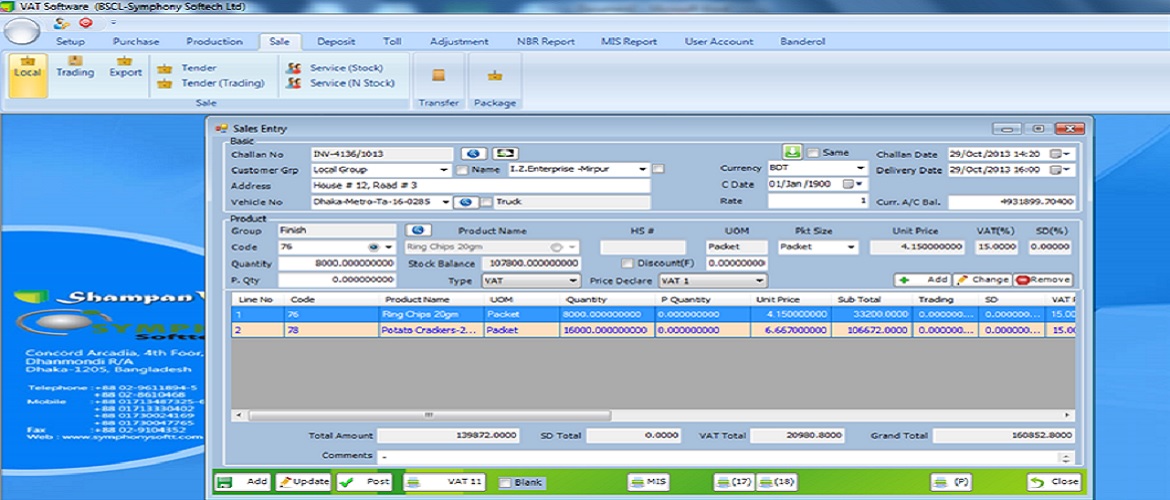 VAT Software (BSCL-Symphony Softech Ltd)
Setup Purchase Production Sale Deposit Toll Adjustment NBR Report MIS Report User Account Banderol
Local Trading Export Tender Service (Stock) Transfer Package
Tender (Trading) Service (N Stock)
Sale
Sales Entry
Basic
Challan No INV-4136/1013 Same Challan Date 29/Oct/2013 14:20
Customer Grp Local Group Name I.Z.Enterprise -Mirpur Currency BDT Delivery Date 29/Oct/2013 16:00
Address House # 12, Road # 3 C Date 01/Jan/1900
Vehicle No Dhaka-Metro-Ta-16-0285 Truck Rate 1 Curr. A/C Bal. 4931899.70400
Product
Group Finish Product Name HS # UOM Pkt Size Unit Price VAT(%) SD(%)
Code 76 Ring Chips 20gm Packet Packet 4.150000000 15.0000 0.00000
Quantity 8000.000000000 Stock Balance 107800.000000000 Discount(F) 0.00000000
P. Qty 0.000000000 Type VAT Price Declare VAT 1 Add Change Remove
Line No Code Product Name UOM Quantity P Quantity Unit Price Sub Total Trading SD VAT
1 76 Ring Chips 20gm Packet 8000.000000000 0.000000000 4.150000000 33200.0000 0.000000... 0.000000... 15.00
2 78 Potato Crackers-2... Packet 16000.000000000 0.000000000 6.667000000 106672.0000 0.000000... 0.000000... 15.00
Total Amount 139872.0000 SD Total 0.0000 VAT Total 20980.8000 Grand Total 160852.8000
Comments -
Add Update Post VAT 11 Blank MIS (17) (18) (P) Close
Shampan
SYMPH
Softe
Concord Arcadia, 4th Foor,
Dhanmondi R/A
Dhaka-1205, Bangladesh
Telephone :+88 02-9611894-5
+88 02-8610468
Mobile :+88 01713487325-6
+88 01713330402
+88 01730024169
+88 01730047765
Fax :+88 02-9104352
Web : www.symphonysoftt.com